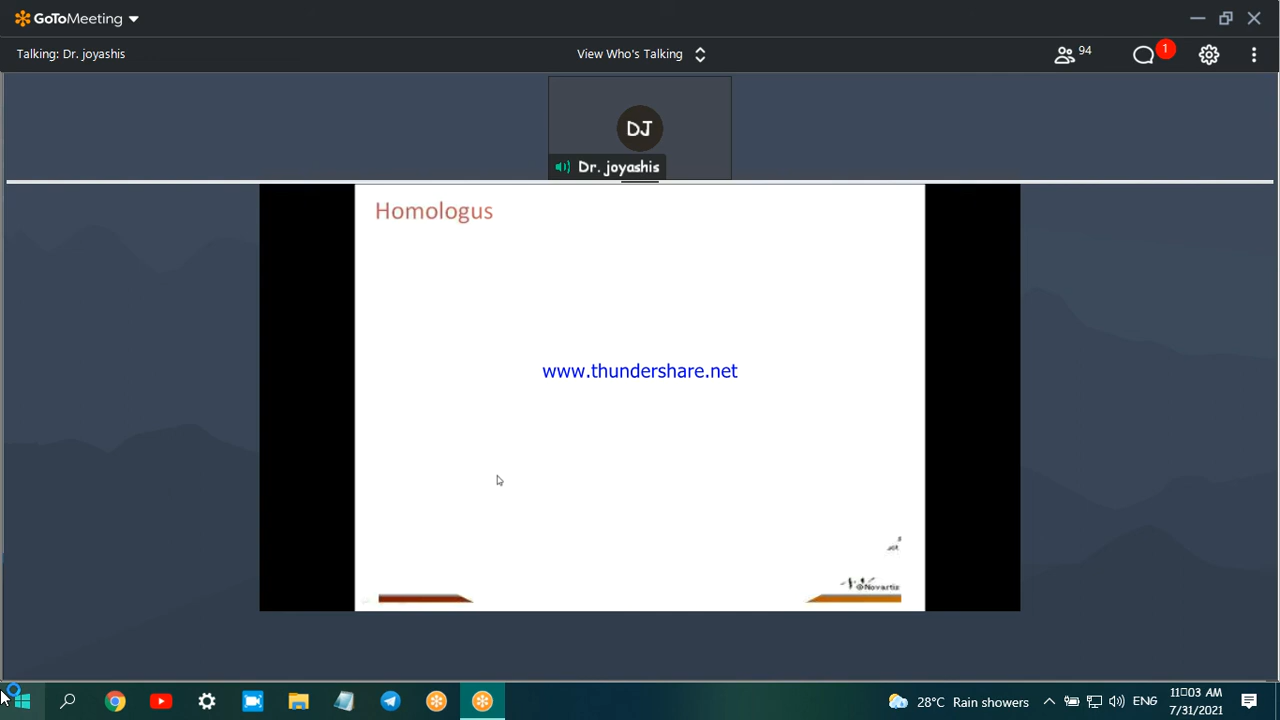 GoToMeeting
Talking: Dr. joyashis
View Who's Talking
94
1
DJ
Dr. joyashis
Homologus
www.thundershare.net
Novartis
28°C Rain showers
ENG
11:03 AM
7/31/2021